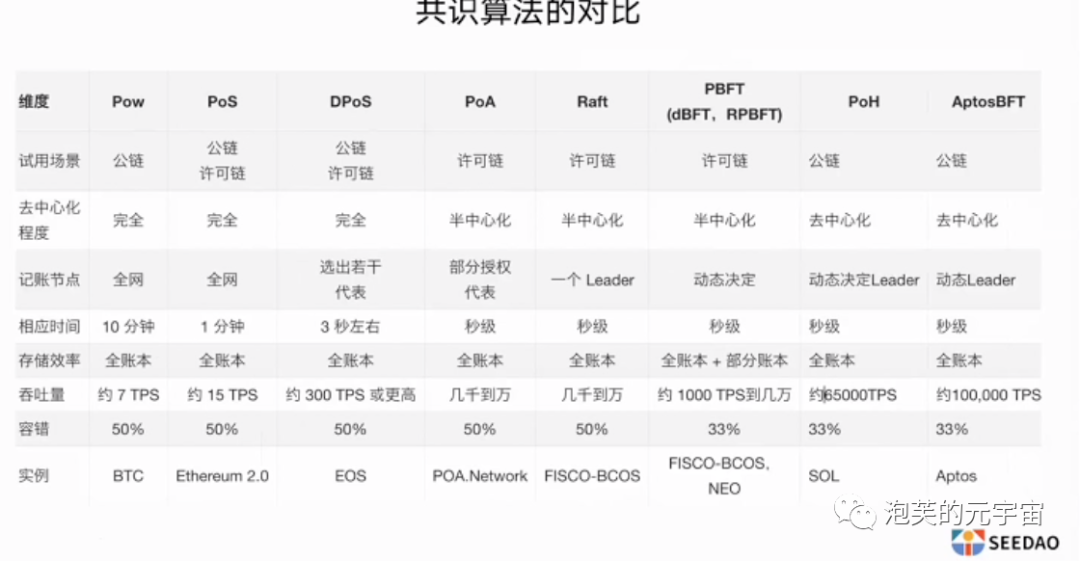 共识算法的对比
维度 Pow PoS DPoS PoA Raft PBFT (dBFT，RPBFT) PoH AptosBFT
试用场景 公链 公链 许可链 公链 许可链 许可链 许可链 许可链 公链 公链
去中心化程度 完全 完全 完全 半中心化 半中心化 半中心化 去中心化 去中心化
记账节点 全网 全网 选出若干代表 部分授权代表 一个 Leader 动态决定 动态决定Leader 动态Leader
相应时间 10 分钟 1 分钟 3 秒左右 秒级 秒级 秒级 秒级 秒级
存储效率 全账本 全账本 全账本 全账本 全账本 全账本 + 部分账本 全账本 全账本
吞吐量 约 7 TPS 约 15 TPS 约 300 TPS 或更高 几千到万 几千到万 约 1000 TPS到几万 约65000TPS 约100,000 TPS
容错 50% 50% 50% 50% 50% 33% 33% 33%
实例 BTC Ethereum 2.0 EOS POA.Network FISCO-BCOS FISCO-BCOS、NEO SOL Aptos
泡芙的元宇宙
SEEDAO